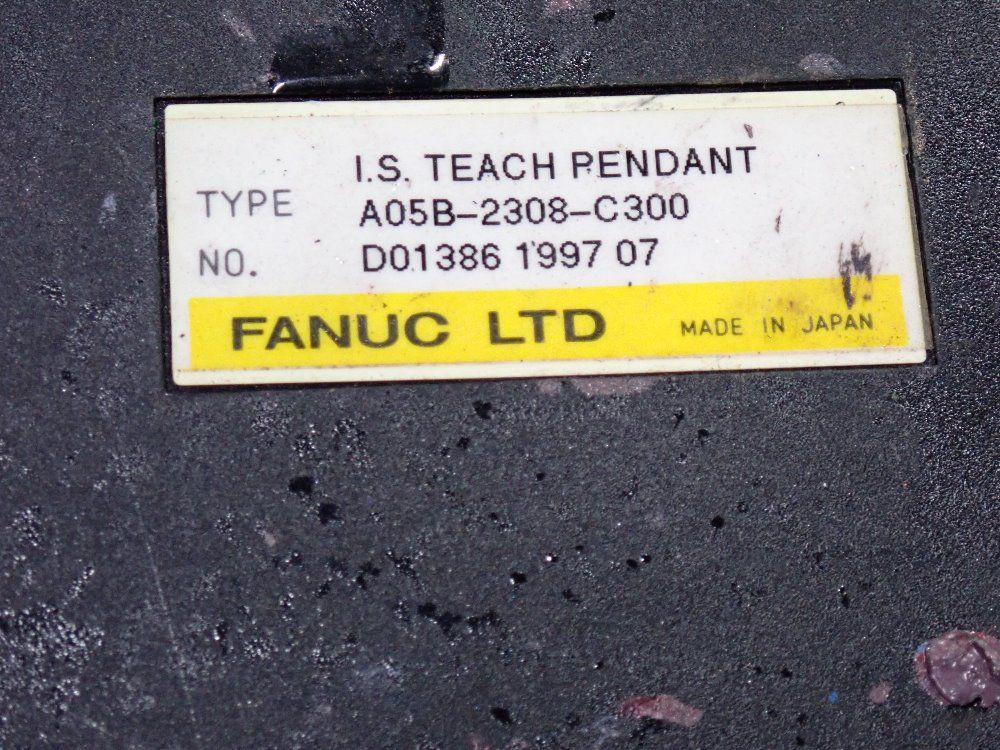 I.S. TEACH PENDANT
TYPE A05B-2308-C300
NO. D01386 1997 07
FANUC LTD MADE IN JAPAN